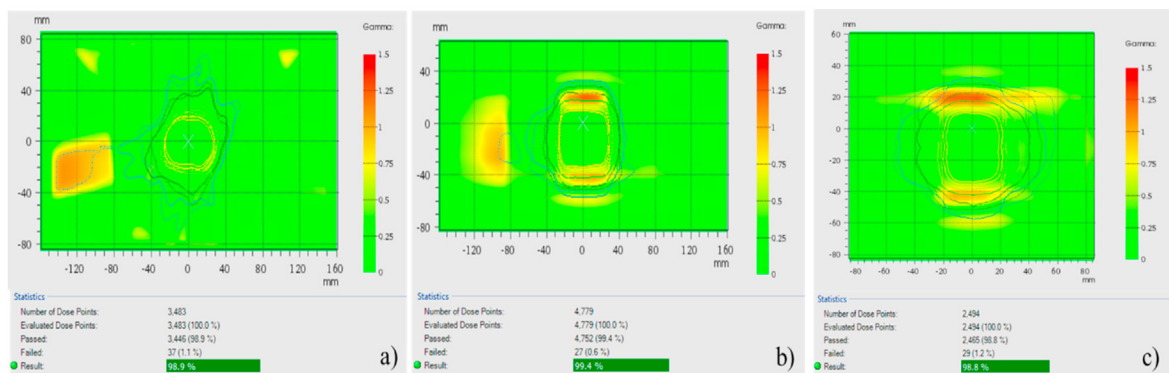 mm
Gamma:
80
40
0
-40
-80
1.5
1.25
1
0.75
0.5
0.25
0
-120 -80 -40 0 40 80 120 160
mm
Statistics
Number of Dose Points: 3,483
Evaluated Dose Points: 3,483 (100.0 %)
Passed: 3,446 (98.9 %)
Failed: 37 (1.1 %)
Result: 98.9 %
a)
mm
Gamma:
40
0
-40
-80
1.5
1.25
1
0.75
0.5
0.25
0
-120 -80 -40 0 40 80 120 160
mm
Statistics
Number of Dose Points: 4,779
Evaluated Dose Points: 4,779 (100.0 %)
Passed: 4,752 (99.4 %)
Failed: 27 (0.6 %)
Result: 99.4 %
b)
mm
Gamma:
60
40
20
0
-20
-40
-60
-80
1.5
1.25
1
0.75
0.5
0.25
0
-80 -60 -40 -20 0 20 40 60 80
mm
Statistics
Number of Dose Points: 2,494
Evaluated Dose Points: 2,494 (100.0 %)
Passed: 2,465 (98.8 %)
Failed: 29 (1.2 %)
Result: 98.8 %
c)